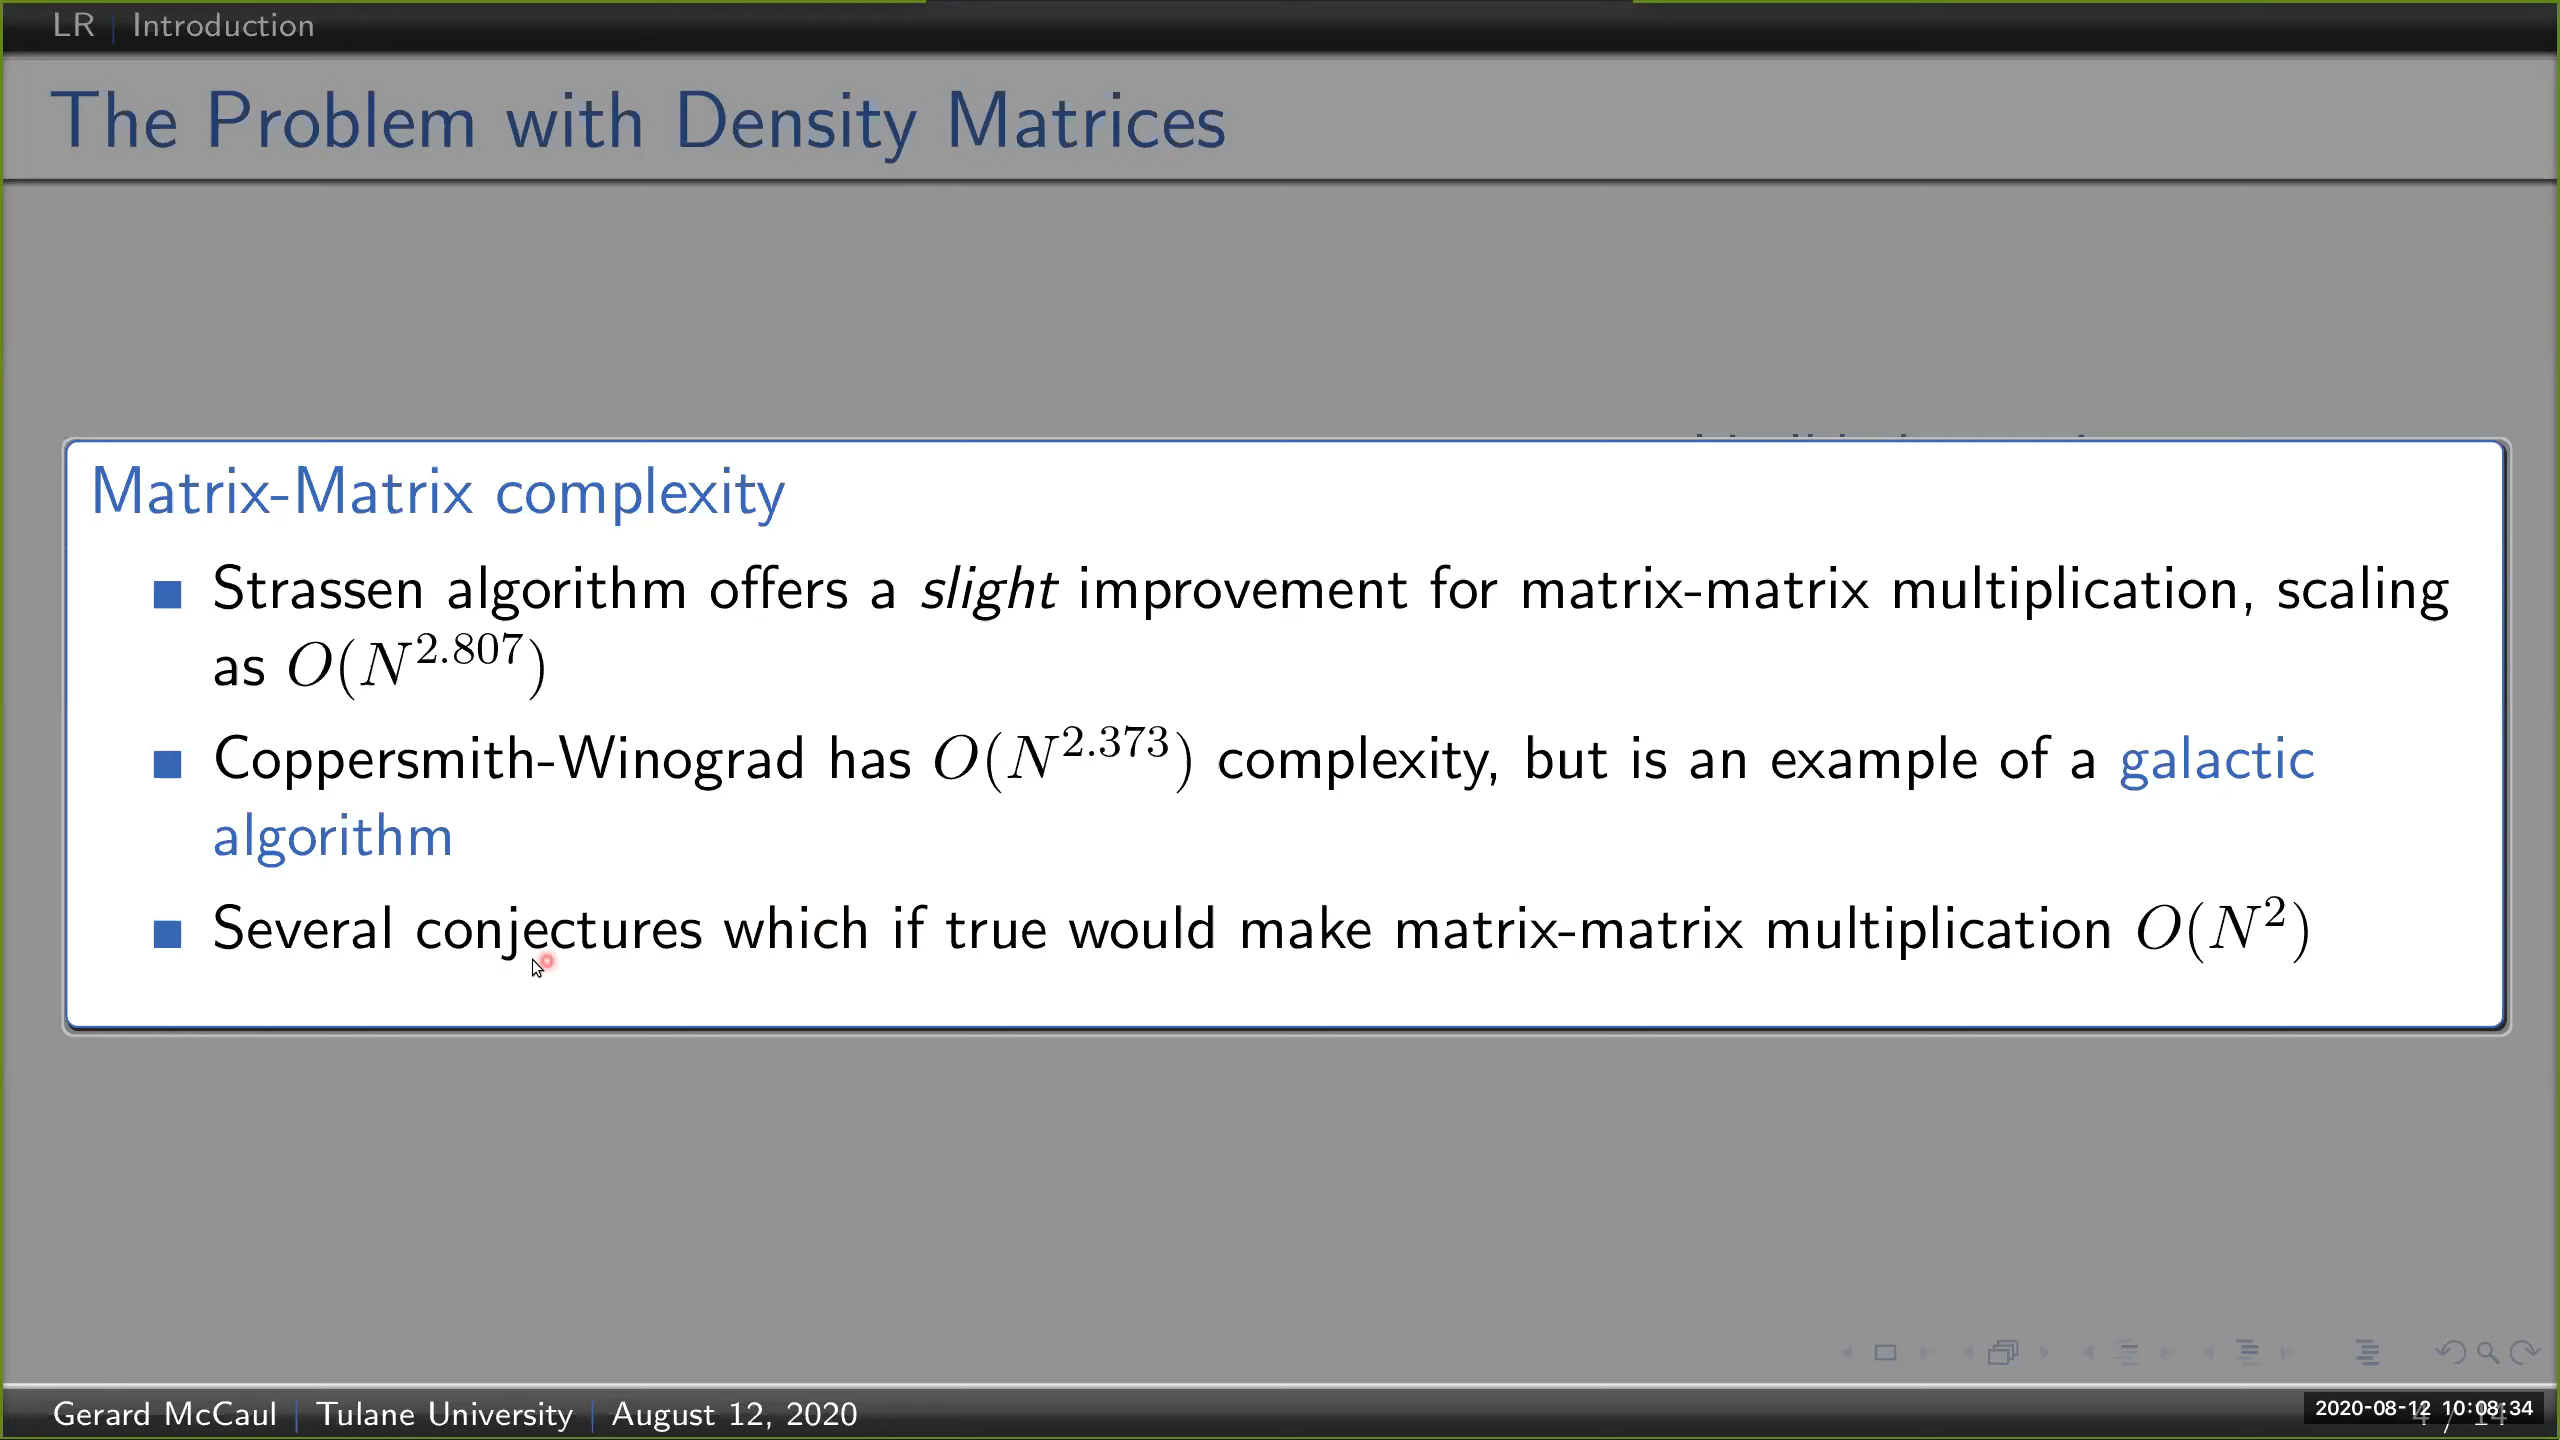 LR | Introduction
The Problem with Density Matrices
Matrix-Matrix complexity
Strassen algorithm offers a slight improvement for matrix-matrix multiplication, scaling
as O(N^2.807)
Coppersmith-Winograd has O(N^2.373) complexity, but is an example of a galactic
algorithm
Several conjectures which if true would make matrix-matrix multiplication O(N^2)
Gerard McCaul | Tulane University | August 12, 2020
2020-08-12 10:08:34
4 / 14